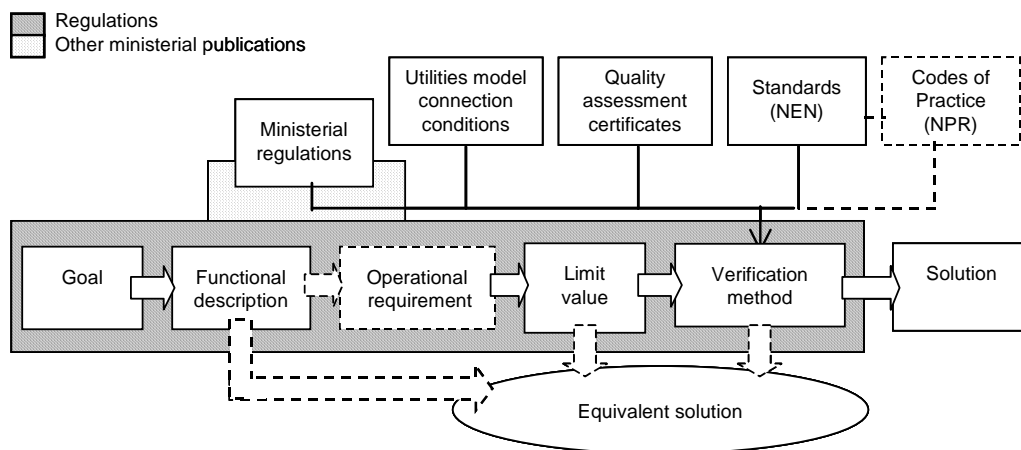 Regulations
Other ministerial publications
Utilities model
connection
conditions
Quality
assessment
certificates
Standards
(NEN)
Codes of
Practice
(NPR)
Ministerial
regulations
Goal
Functional
description
Operational
requirement
Limit
value
Verification
method
Solution
Equivalent solution